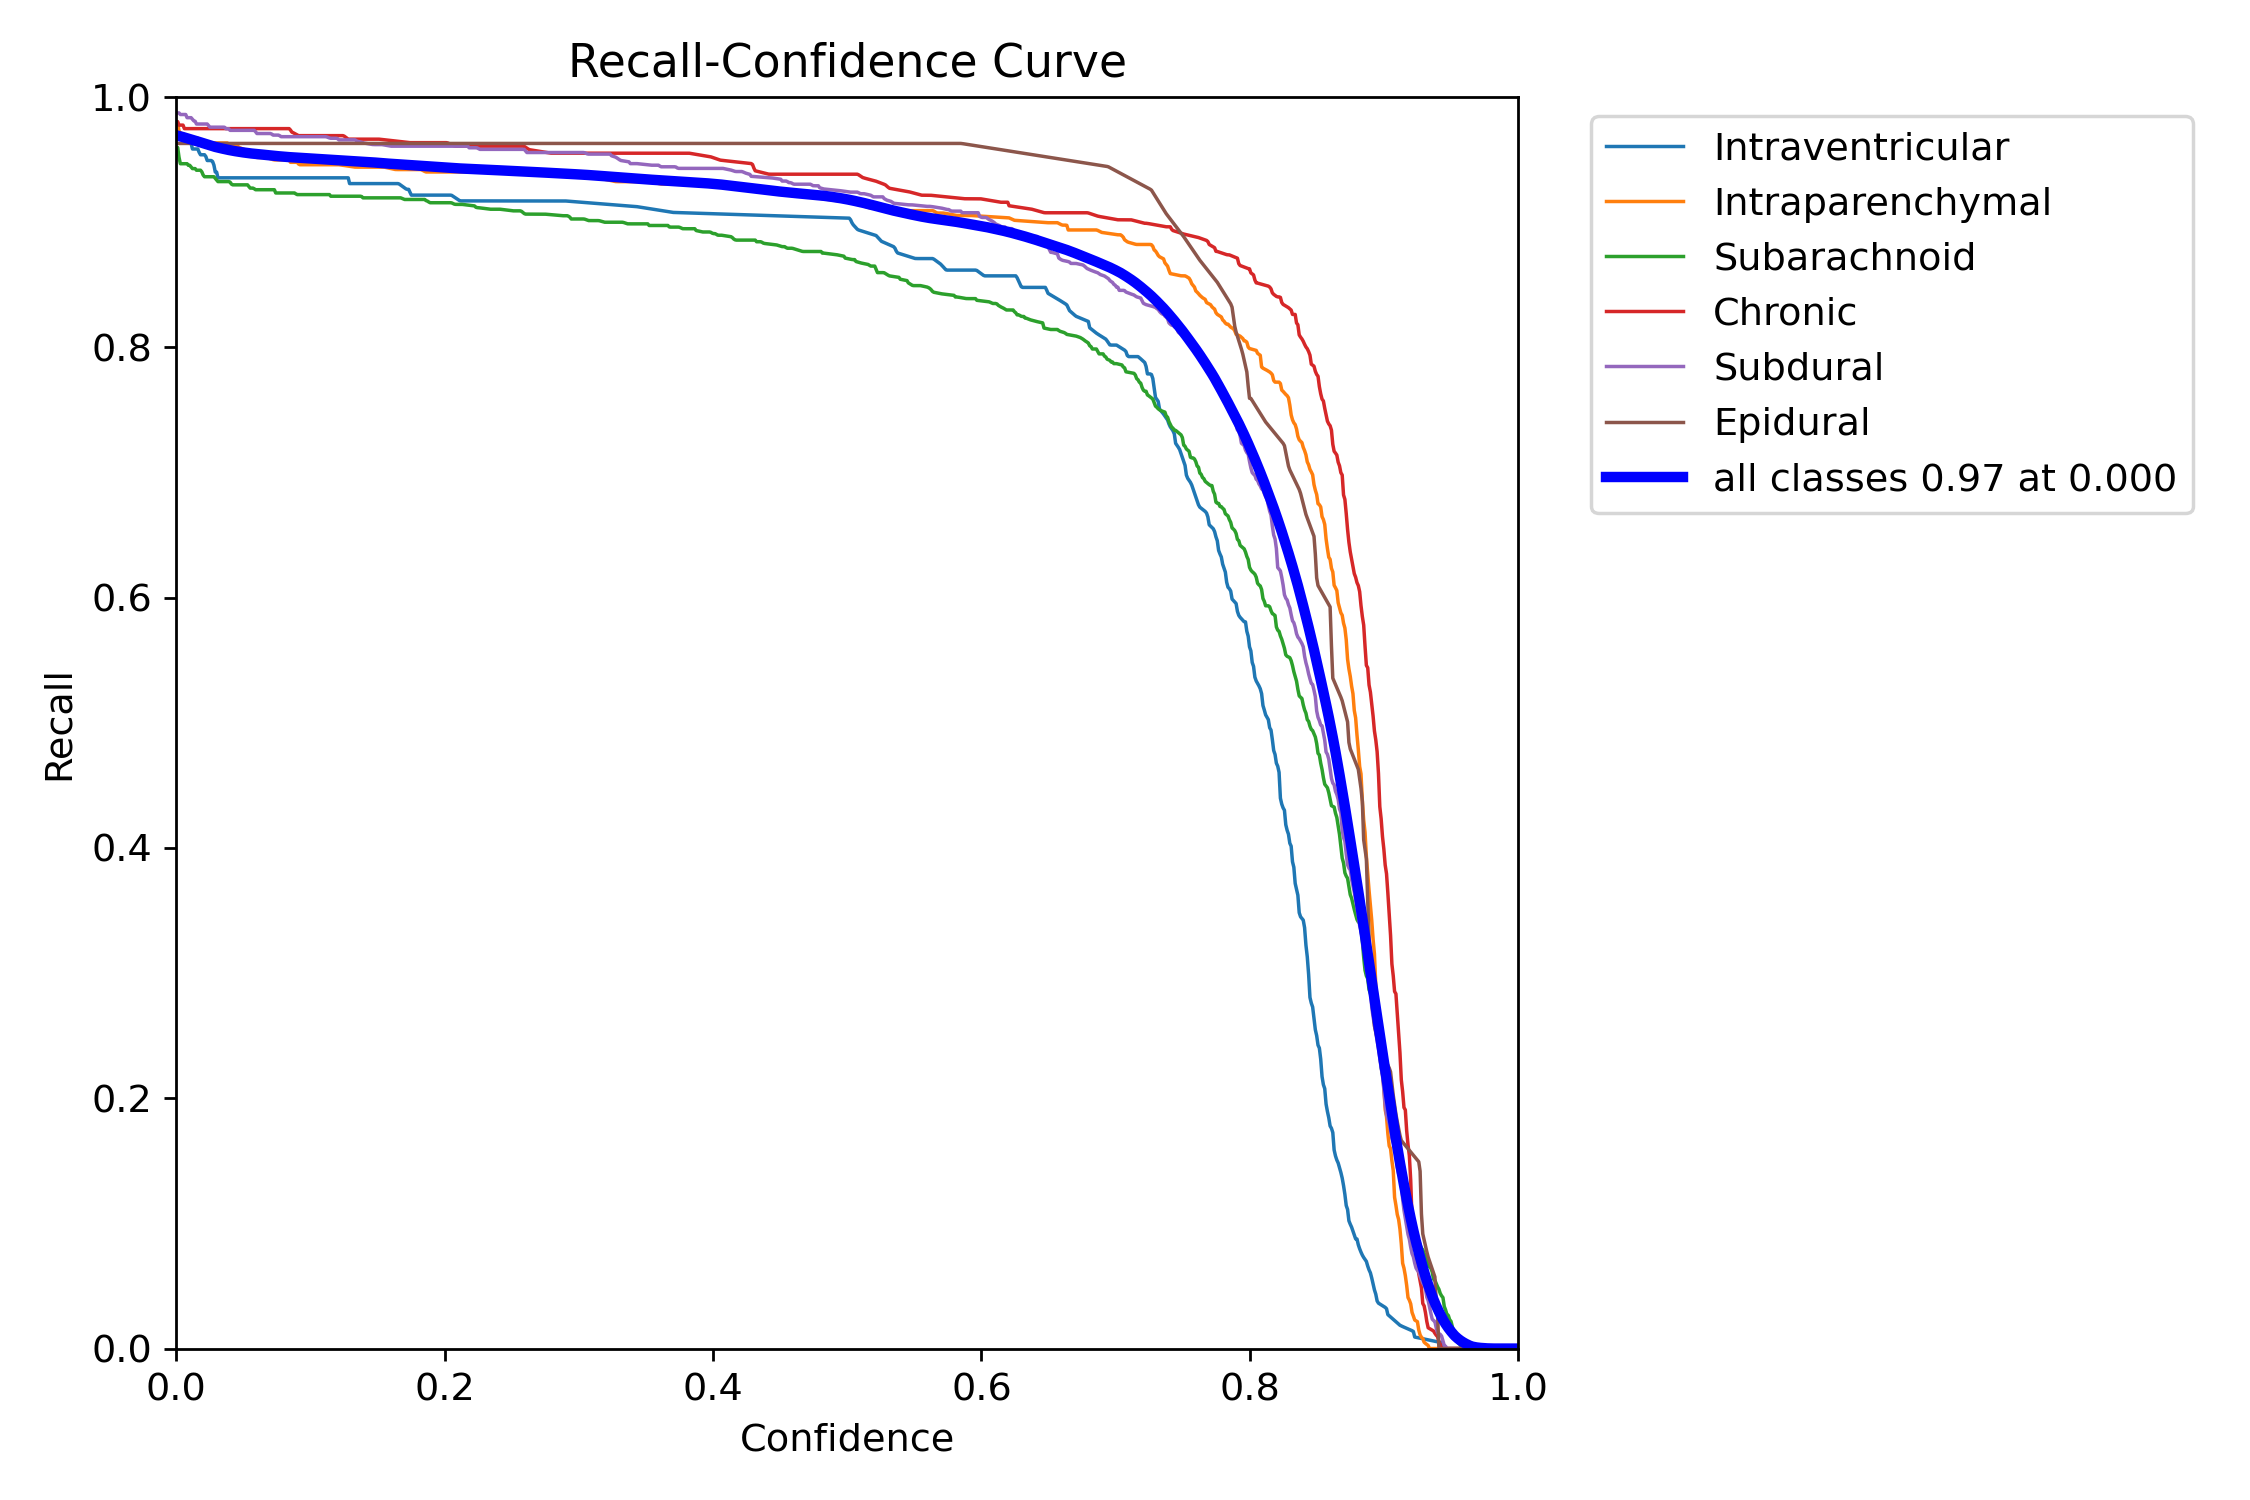 Recall-Confidence Curve
1.0
0.8
0.6
0.4
0.2
0.0
Recall
0.0 0.2 0.4 0.6 0.8 1.0
Confidence
Intraventricular
Intraparenchymal
Subarachnoid
Chronic
Subdural
Epidural
all classes 0.97 at 0.000